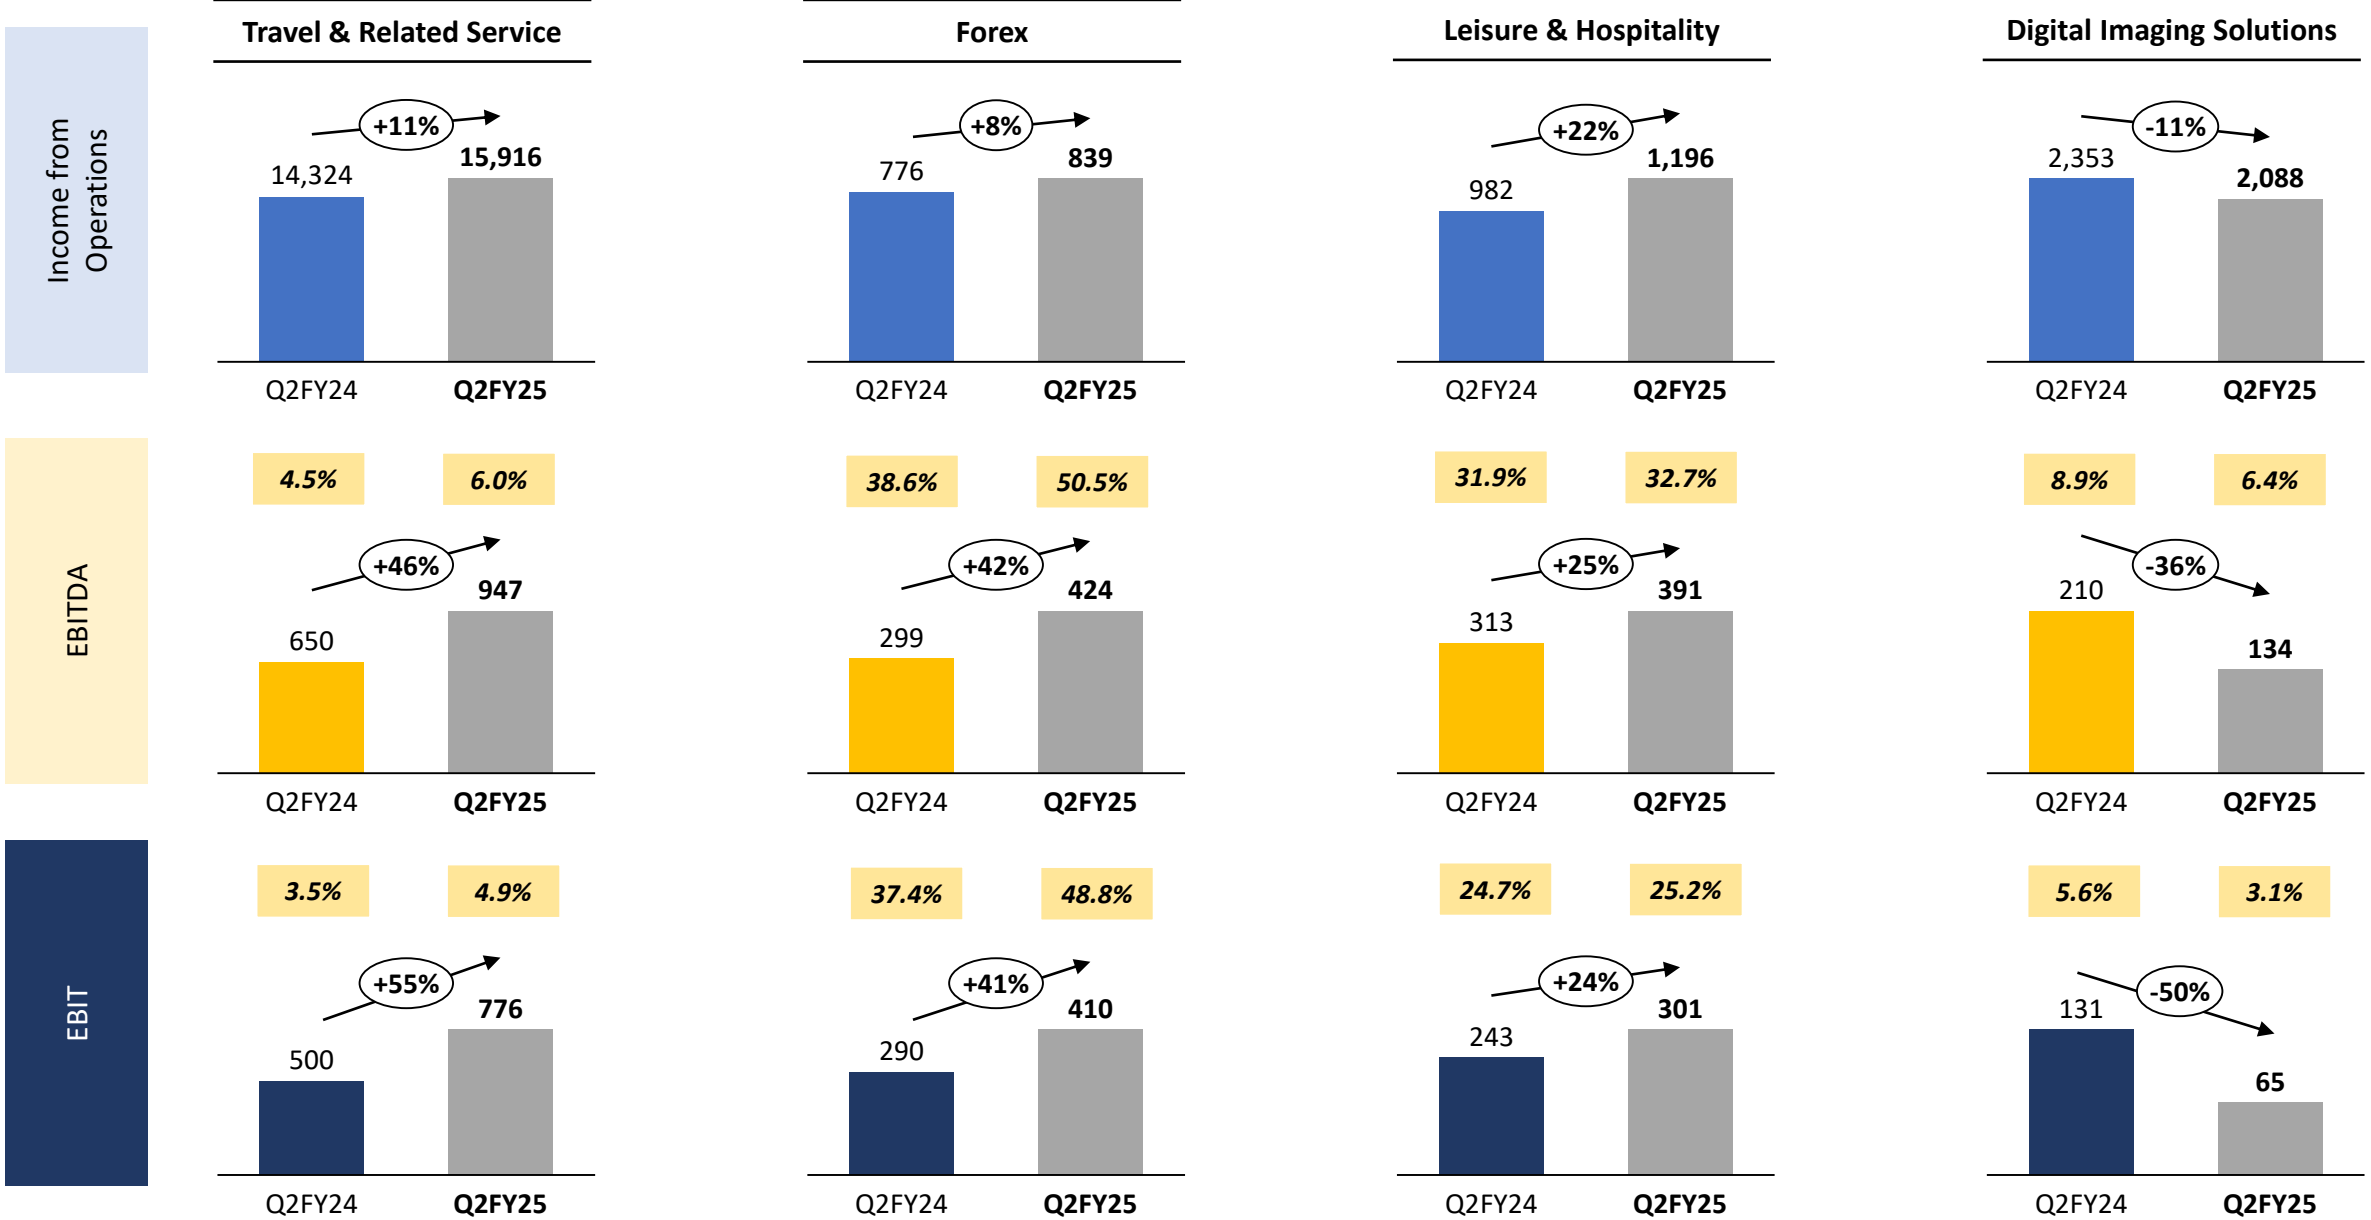 Travel & Related Service
Forex
Leisure & Hospitality
Digital Imaging Solutions
Income from
Operations
+11%
14,324
15,916
Q2FY24
Q2FY25
+8%
776
839
Q2FY24
Q2FY25
+22%
982
1,196
Q2FY24
Q2FY25
-11%
2,353
2,088
Q2FY24
Q2FY25
EBITDA
4.5%
6.0%
+46%
650
947
Q2FY24
Q2FY25
38.6%
50.5%
+42%
299
424
Q2FY24
Q2FY25
31.9%
32.7%
+25%
313
391
Q2FY24
Q2FY25
8.9%
6.4%
-36%
210
134
Q2FY24
Q2FY25
EBIT
3.5%
4.9%
+55%
500
776
Q2FY24
Q2FY25
37.4%
48.8%
+41%
290
410
Q2FY24
Q2FY25
24.7%
25.2%
+24%
243
301
Q2FY24
Q2FY25
5.6%
3.1%
-50%
131
65
Q2FY24
Q2FY25